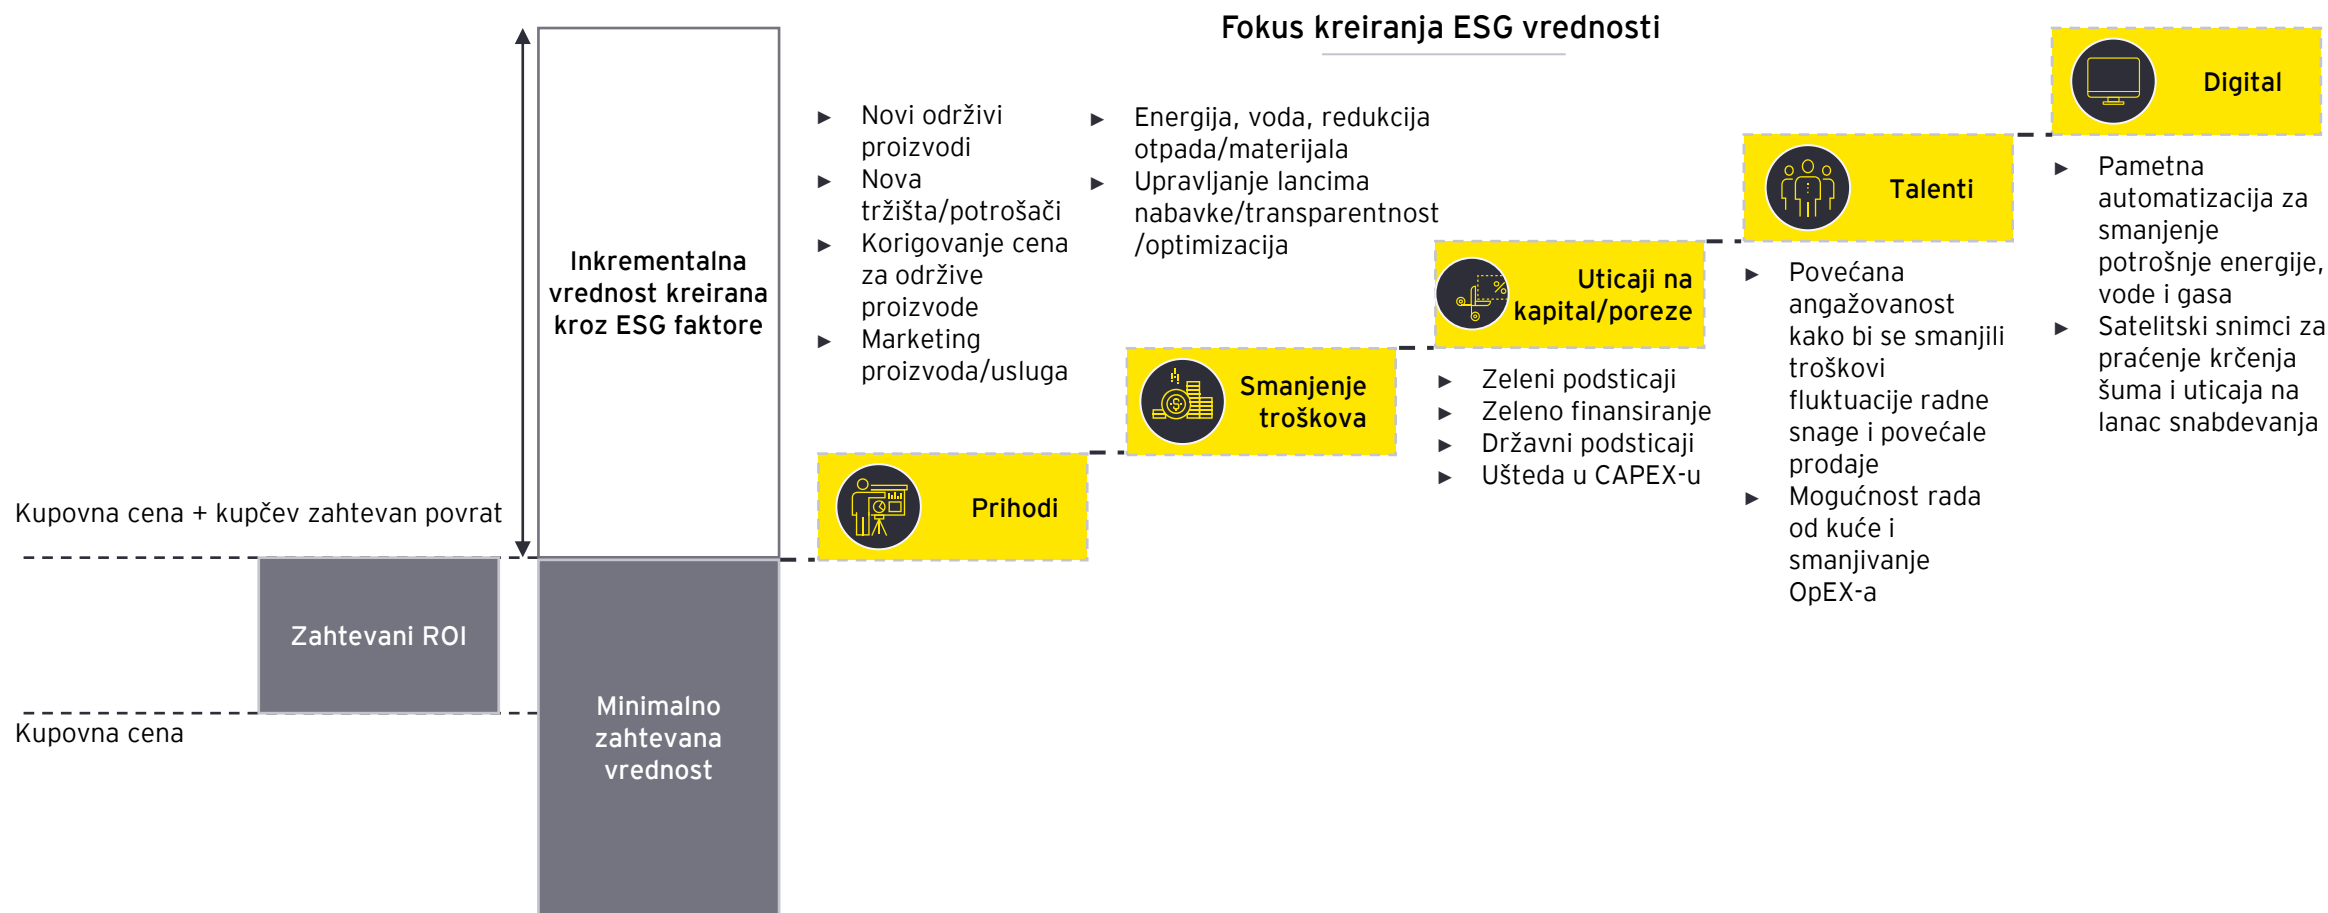 Fokus kreiranja ESG vrednosti
Inkrementalna
vrednost kreirana
kroz ESG faktore
Kupovna cena + kupčev zahtevan povrat
Zahtevani ROI
Kupovna cena
Minimalno
zahtevana
vrednost
► Novi održivi
proizvodi
► Nova
tržišta/potrošači
► Korigovanje cena
za održive
proizvode
► Marketing
proizvoda/usluga
Prihodi
► Energija, voda, redukcija
otpada/materijala
► Upravljanje lancima
nabavke/transparentnost
/optimizacija
Smanjenje
troškova
Uticaji na
kapital/poreze
► Zeleni podsticaji
► Zeleno finansiranje
► Državni podsticaji
► Ušteda u CAPEX-u
Talenti
► Povećana
angažovanost
kako bi se smanjili
troškovi
fluktuacije radne
snage i povećale
prodaje
► Mogućnost rada
od kuće i
smanjivanje
OpEX-a
Digital
► Pametna
automatizacija za
smanjenje
potrošnje energije,
vode i gasa
► Satelitski snimci za
praćenje krčenja
šuma i uticaja na
lanac snabdevanja